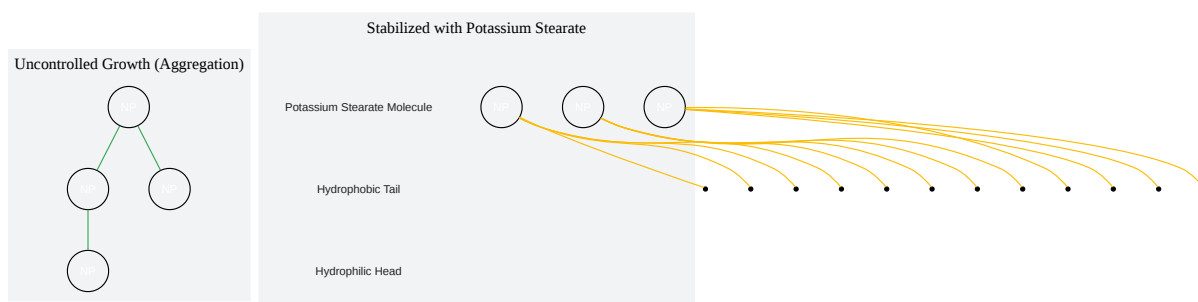 Stabilized with Potassium Stearate
Uncontrolled Growth (Aggregation)
NP
Potassium Stearate Molecule
NP
NP
NP
NP
NP
Hydrophobic Tail
NP
Hydrophilic Head